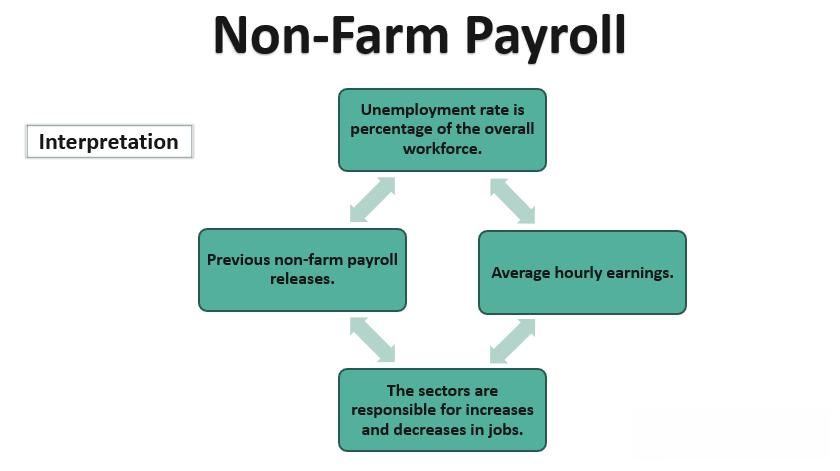 Non-Farm Payroll
Interpretation
Unemployment rate is
percentage of the overall
workforce.
Previous non-farm payroll
releases.
Average hourly earnings.
The sectors are
responsible for increases
and decreases in jobs.